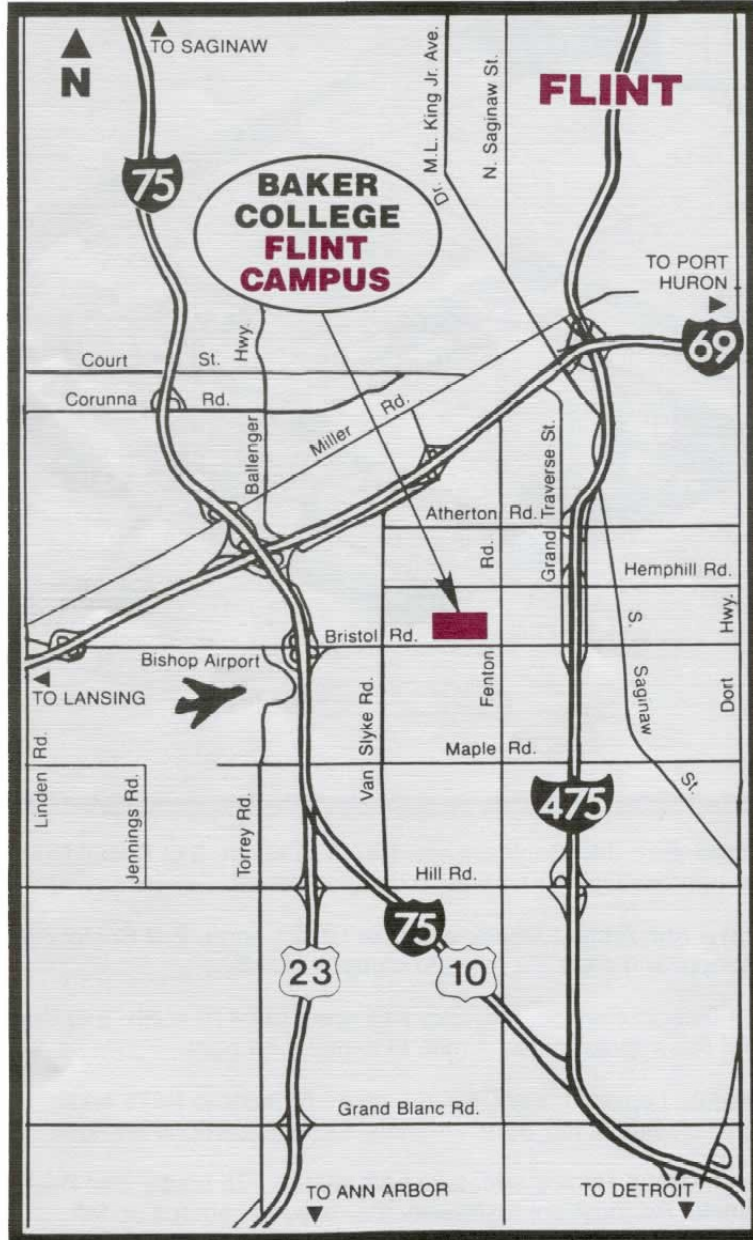 TO SAGINAW
N
Dr. M.L. King Jr. Ave.
N. Saginaw St.
FLINT
75
BAKER
COLLEGE
FLINT
CAMPUS
TO PORT
HURON
69
Court St.
Corunna Rd.
Ballenger Hwy.
Miller Rd.
Grand Traverse St.
Atherton Rd.
Hemphill Rd.
Bristol Rd.
Bishop Airport
TO LANSING
Linden Rd.
Jennings Rd.
Torrey Rd.
Van Slyke Rd.
Fenton Rd.
S. Saginaw St.
Dort Hwy.
Maple Rd.
475
Hill Rd.
75
23
10
Grand Blanc Rd.
TO ANN ARBOR
TO DETROIT